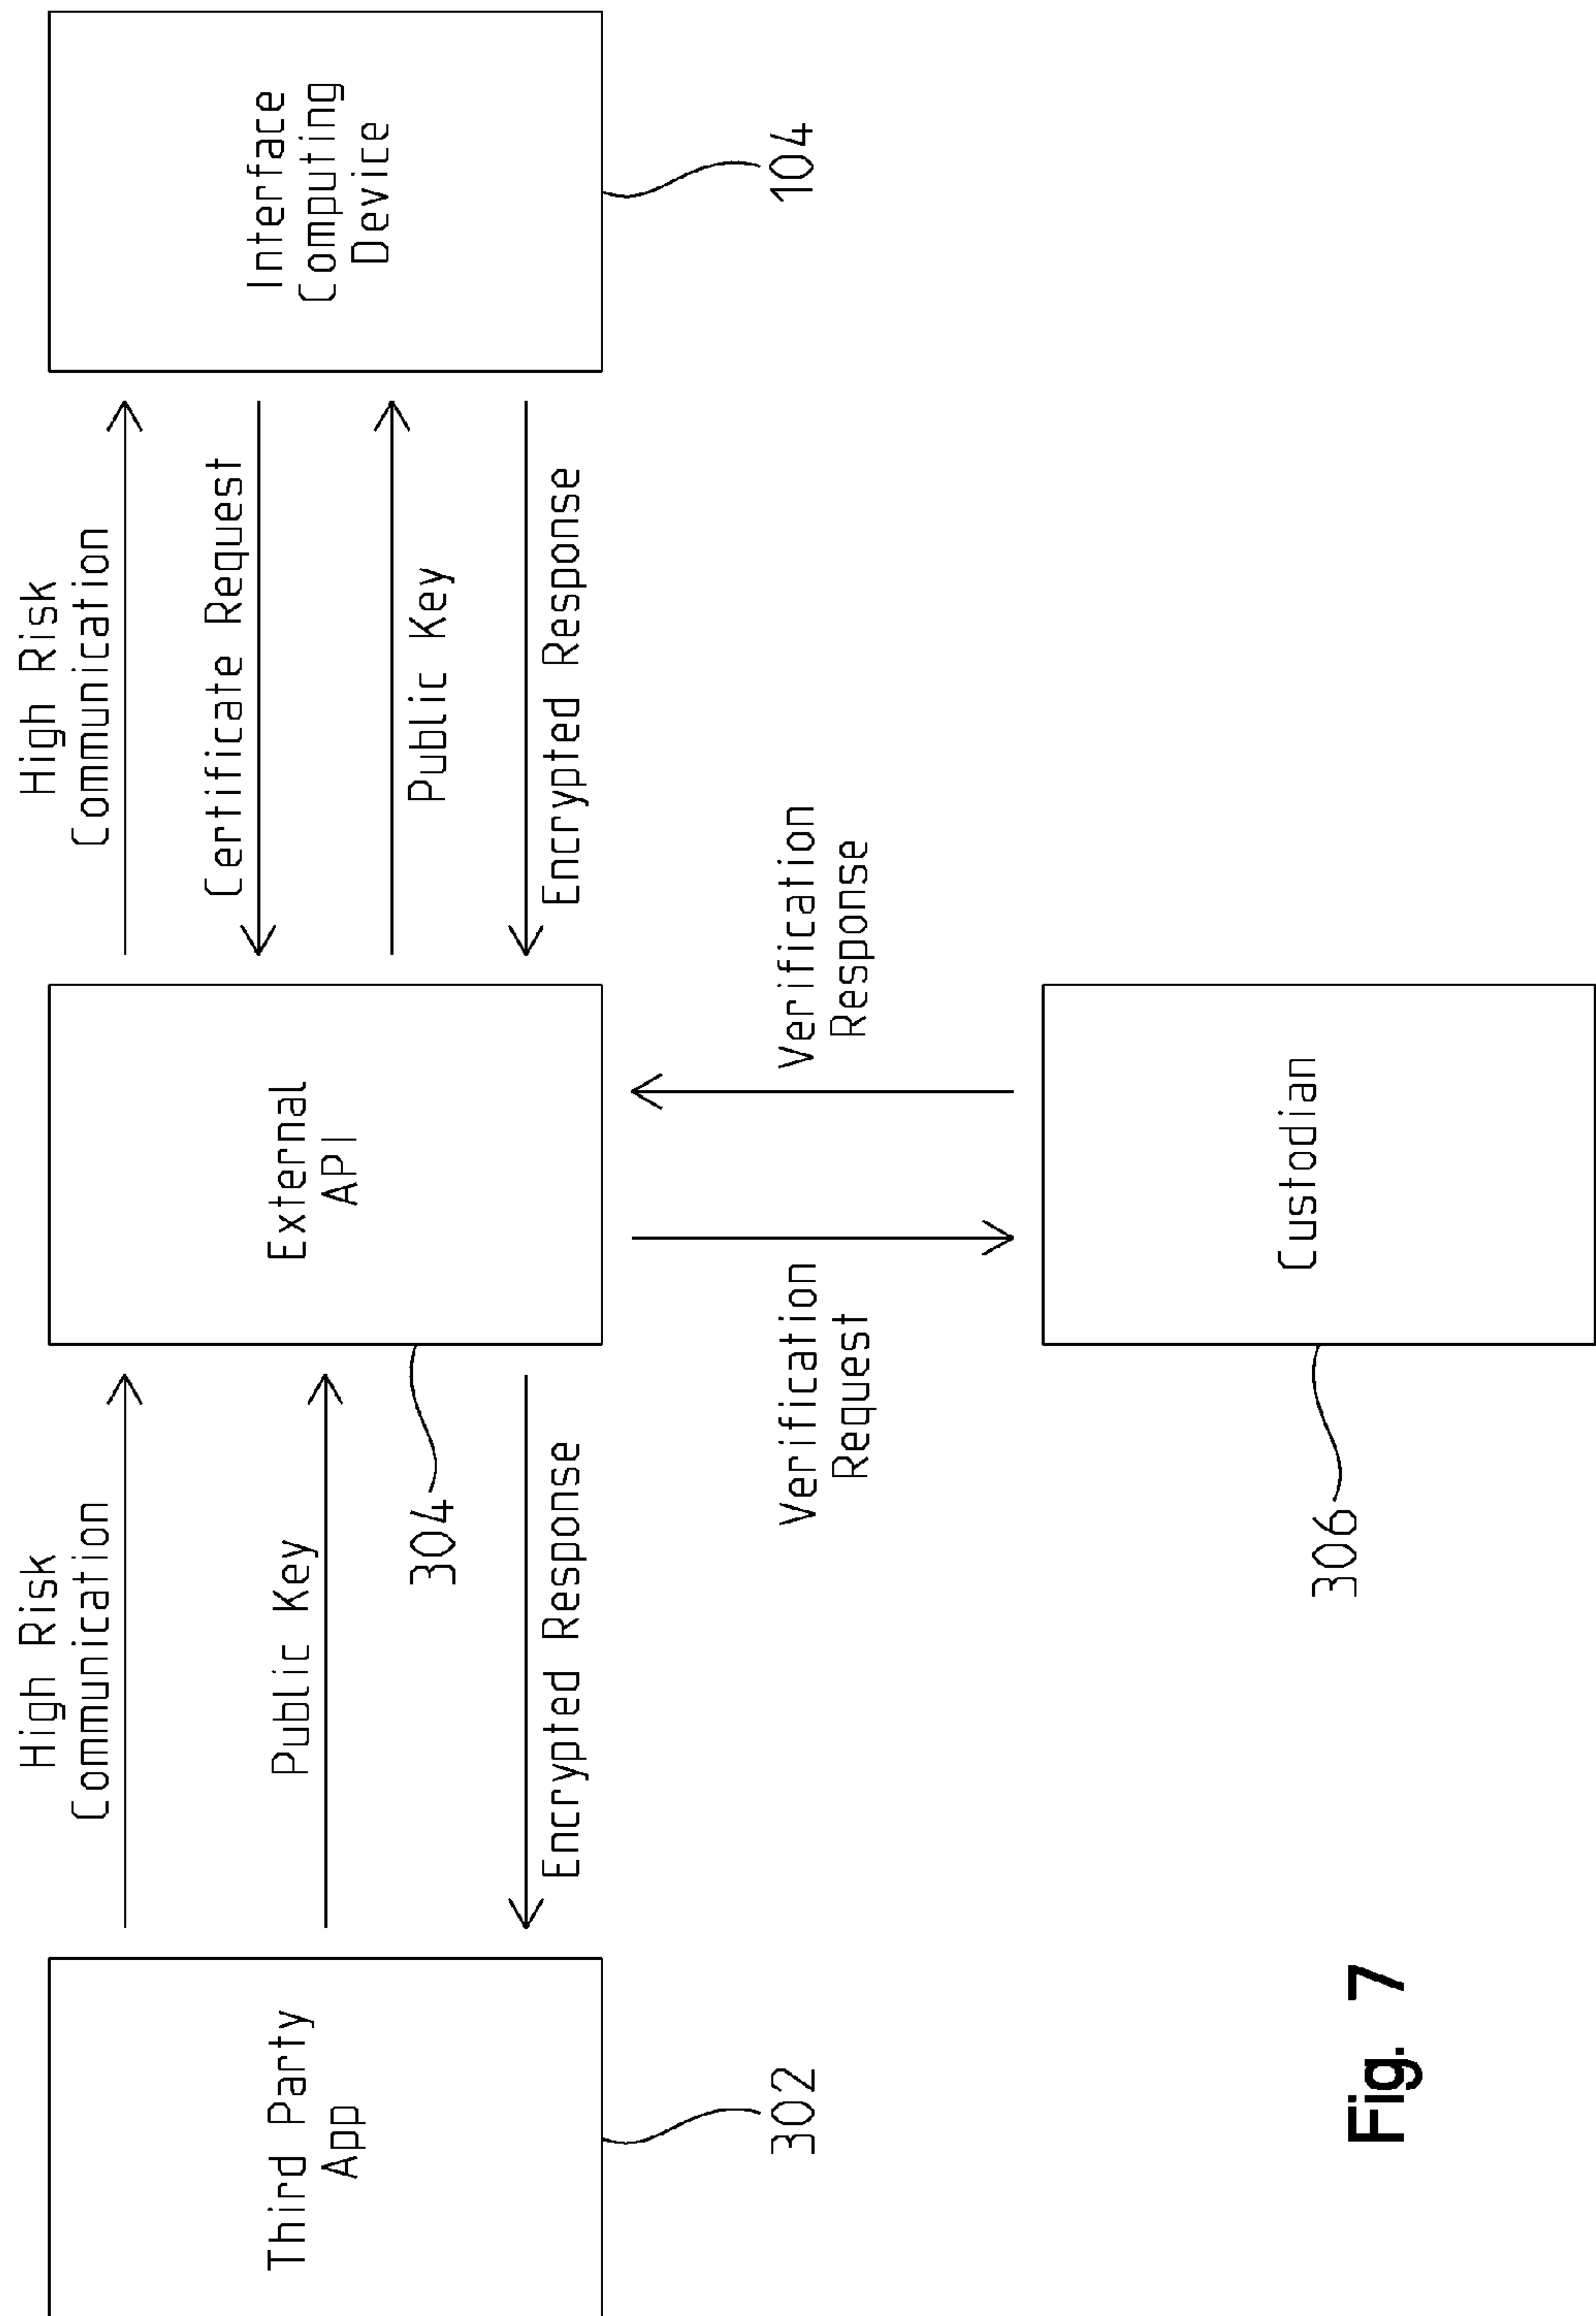 High Risk
Communication
High Risk
Communication
Third Party
App
Public Key
Encrypted Response
302
External
API
304
Certificate Request
Public Key
Encrypted Response
Interface
Computing
Device
104
Verification
Request
Verification
Response
Custodian
306
Fig. 7